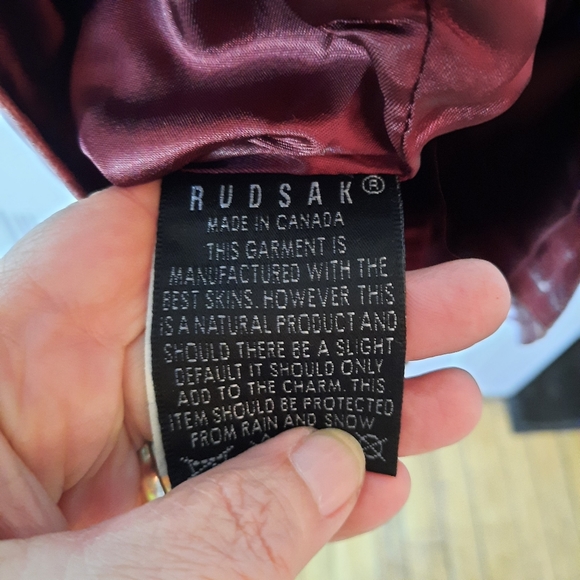 RUDSAK®
MADE IN CANADA
THIS GARMENT IS
MANUFACTURED WITH THE
BEST SKINS. HOWEVER THIS
IS A NATURAL PRODUCT AND
SHOULD THERE BE A SLIGHT
DEFAULT IT SHOULD ONLY
ADD TO THE CHARM. THIS
ITEM SHOULD BE PROTECTED
FROM RAIN AND SNOW